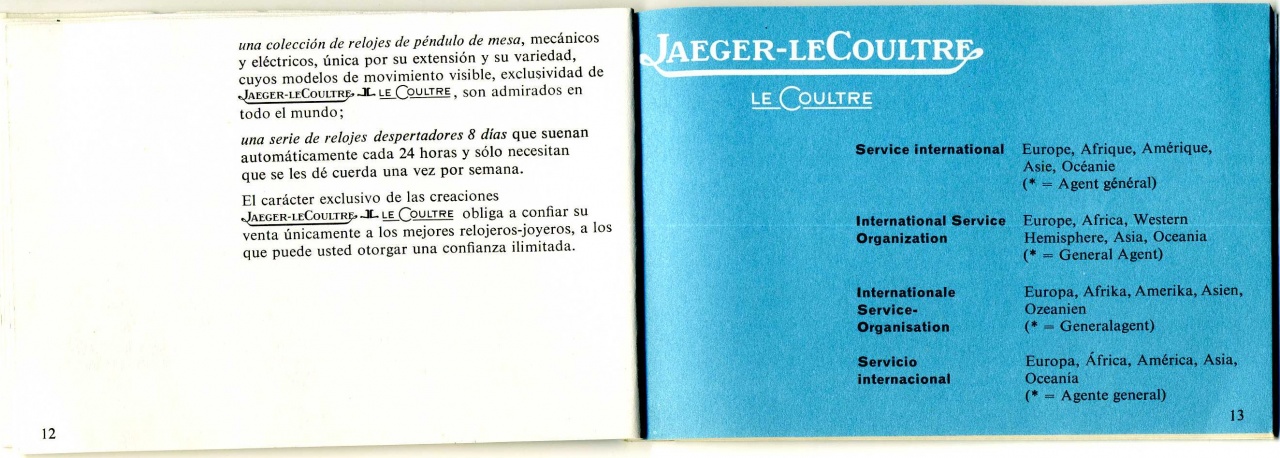 una colección de relojes de péndulo de mesa, mecánicos
y eléctricos, única por su extensión y su variedad,
cuyos modelos de movimiento visible, exclusividad de
JAEGER-LECOULTRE JL LE COULTRE, son admirados en
todo el mundo;
una serie de relojes despertadores 8 días que suenan
automáticamente cada 24 horas y sólo necesitan
que se les dé cuerda una vez por semana.
El carácter exclusivo de las creaciones
JAEGER-LECOULTRE JL LE COULTRE obliga a confiar su
venta únicamente a los mejores relojeros-joyeros, a los
que puede usted otorgar una confianza ilimitada.
12
JAEGER-LECOULTRE
LE COULTRE
Service international Europe, Afrique, Amérique,
Asie, Océanie
(* = Agent général)
International Service Europe, Africa, Western
Organization Hemisphere, Asia, Oceania
(* = General Agent)
Internationale Europa, Afrika, Amerika, Asien,
Service- Ozeanien
Organisation (* = Generalagent)
Servicio Europa, África, América, Asia,
internacional Oceanía
(* = Agente general)
13